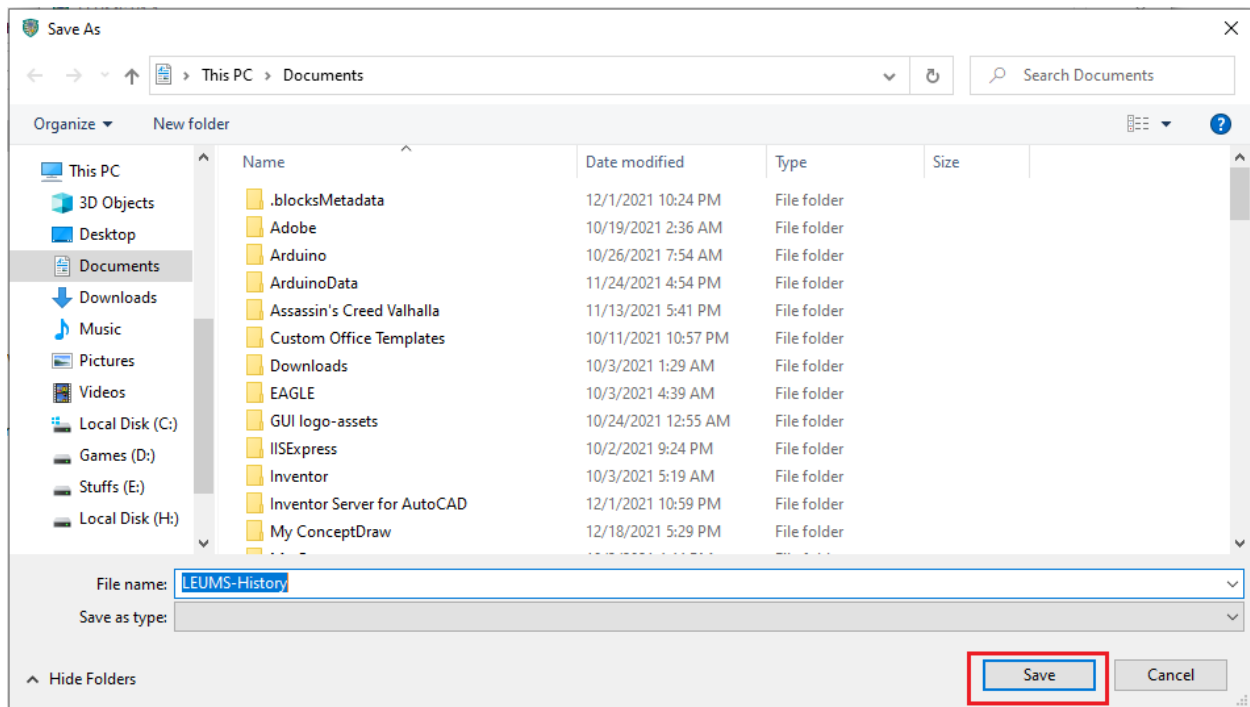 Save As
This PC > Documents
Search Documents
Organize
New folder
This PC
3D Objects
Desktop
Documents
Downloads
Music
Pictures
Videos
Local Disk (C:)
Games (D:)
Stuffs (E:)
Local Disk (H:)
Name Date modified Type Size
.blocksMetadata 12/1/2021 10:24 PM File folder
Adobe 10/19/2021 2:36 AM File folder
Arduino 10/26/2021 7:54 AM File folder
ArduinoData 11/24/2021 4:54 PM File folder
Assassin's Creed Valhalla 11/13/2021 5:41 PM File folder
Custom Office Templates 10/11/2021 10:57 PM File folder
Downloads 10/3/2021 1:29 AM File folder
EAGLE 10/3/2021 4:39 AM File folder
GUI logo-assets 10/24/2021 12:55 AM File folder
IISExpress 10/2/2021 9:24 PM File folder
Inventor 10/3/2021 5:19 AM File folder
Inventor Server for AutoCAD 12/1/2021 10:59 PM File folder
My ConceptDraw 12/18/2021 5:29 PM File folder
File name: LEUMS-History
Save as type:
Hide Folders
Save
Cancel